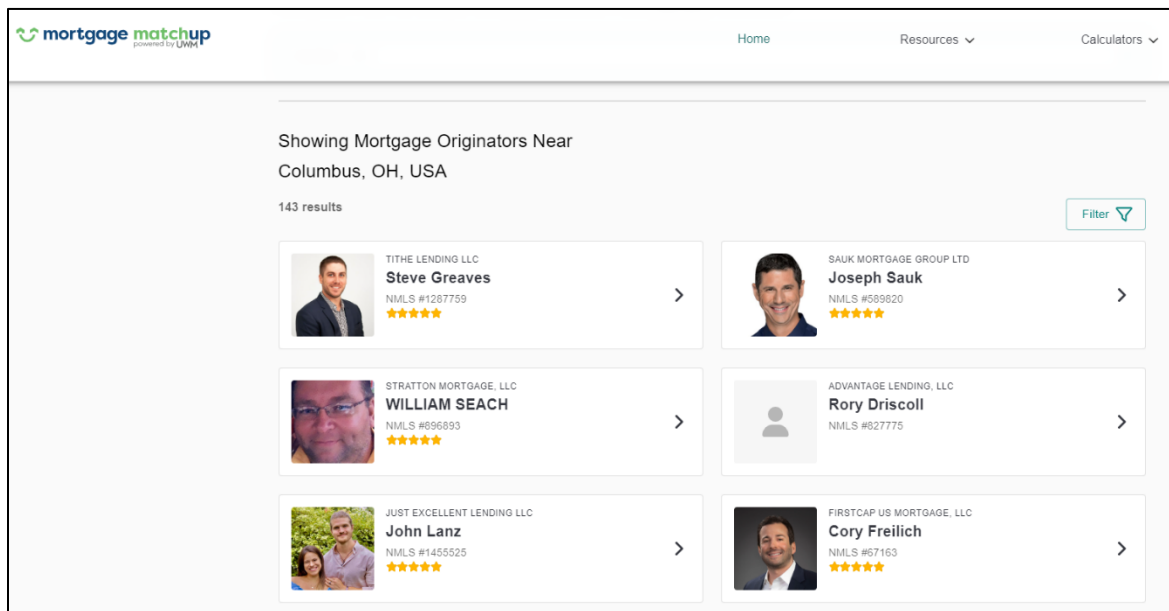 mortgage matchup
powered by UWM
Home
Resources
Calculators
Showing Mortgage Originators Near
Columbus, OH, USA
143 results
Filter
TITHE LENDING LLC
Steve Greaves
NMLS #1287759
SAUK MORTGAGE GROUP LTD
Joseph Sauk
NMLS #589820
STRATTON MORTGAGE, LLC
WILLIAM SEACH
NMLS #896893
ADVANTAGE LENDING, LLC
Rory Driscoll
NMLS #827775
JUST EXCELLENT LENDING LLC
John Lanz
NMLS #1455525
FIRSTCAP US MORTGAGE, LLC
Cory Freilich
NMLS #67163